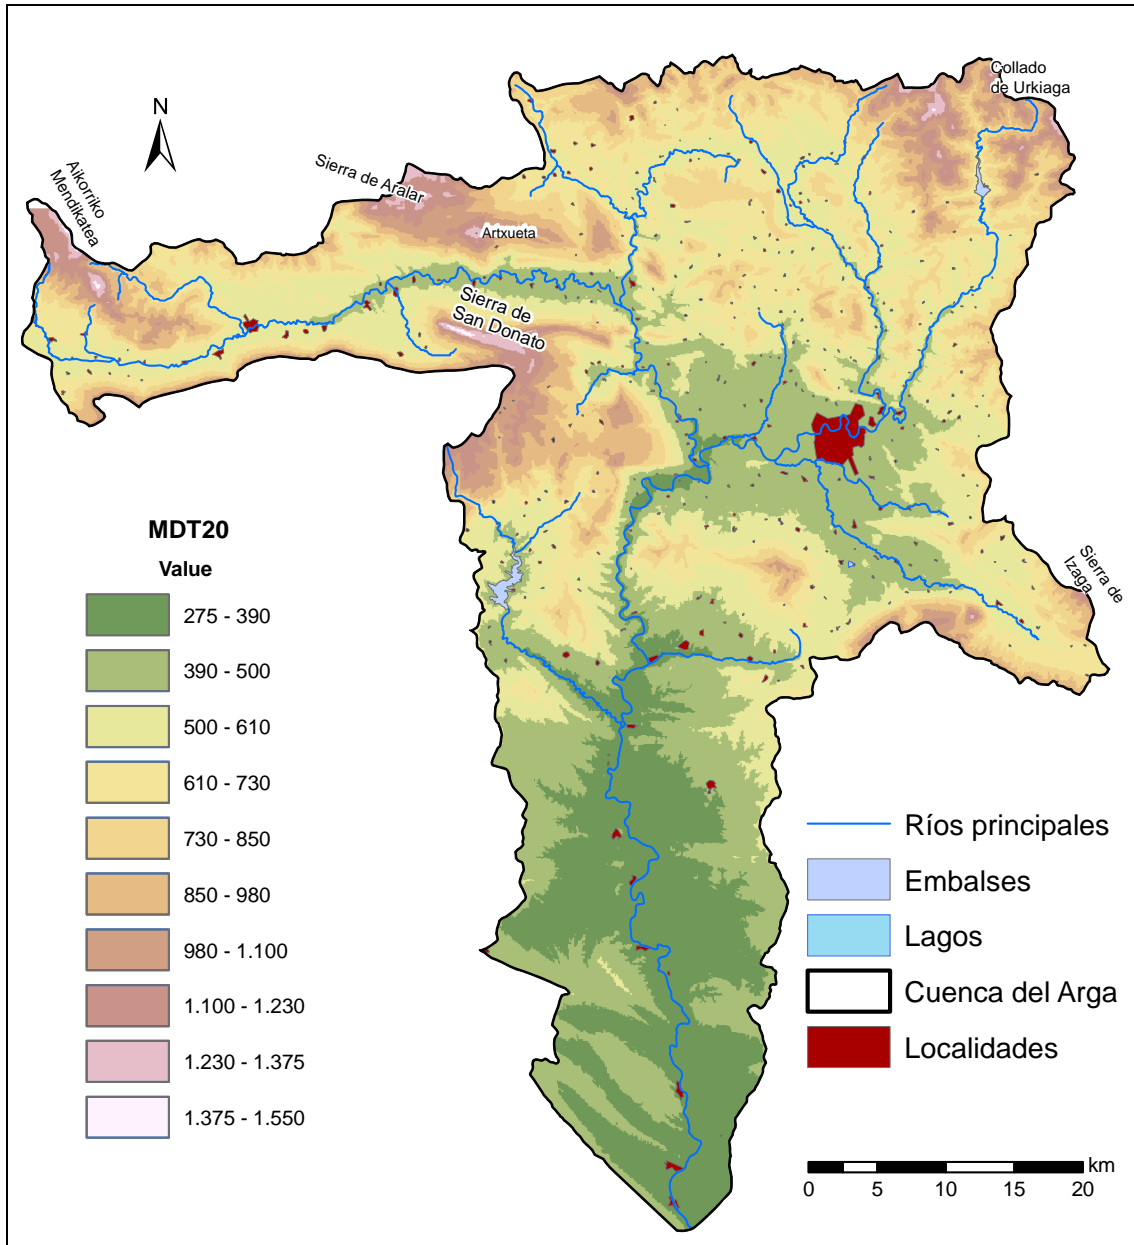 Collado
de Urkiaga
N
Sierra de Aralar
Aikorriko
Mendikatea
Artxueta
Sierra de
San Donato
Sierra de
Izaga
MDT20
Value
275 - 390
390 - 500
500 - 610
610 - 730
730 - 850
850 - 980
980 - 1.100
1.100 - 1.230
1.230 - 1.375
1.375 - 1.550
Ríos principales
Embalses
Lagos
Cuenca del Arga
Localidades
km
0 5 10 15 20